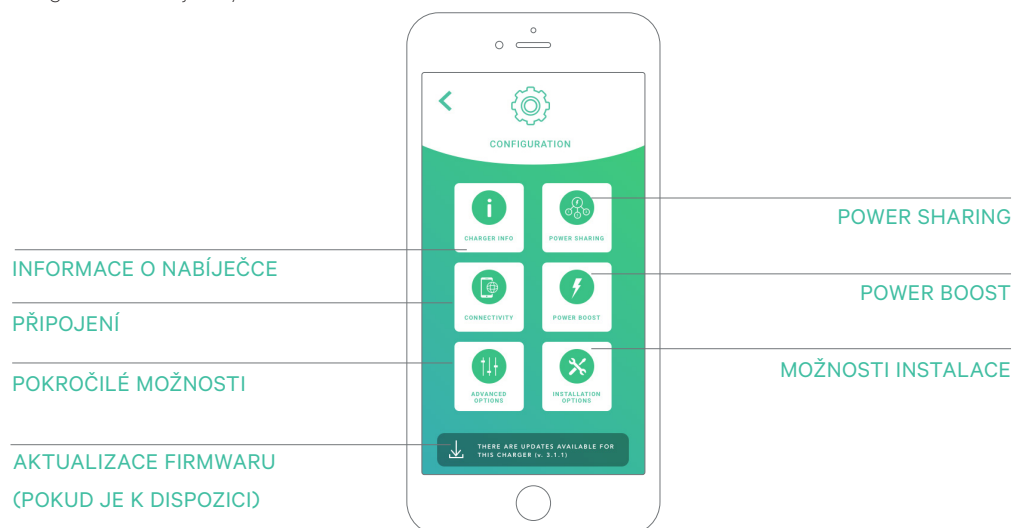 CONFIGURATION
CHARGER INFO
POWER SHARING
POWER SHARING
INFORMACE O NABÍJEČCE
CONNECTIVITY
POWER BOOST
POWER BOOST
PŘIPOJENÍ
ADVANCED
OPTIONS
INSTALLATION
OPTIONS
MOŽNOSTI INSTALACE
POKROČILÉ MOŽNOSTI
THERE ARE UPDATES AVAILABLE FOR
THIS CHARGER (v. 3.1.1)
AKTUALIZACE FIRMWARU
(POKUD JE K DISPOZICI)